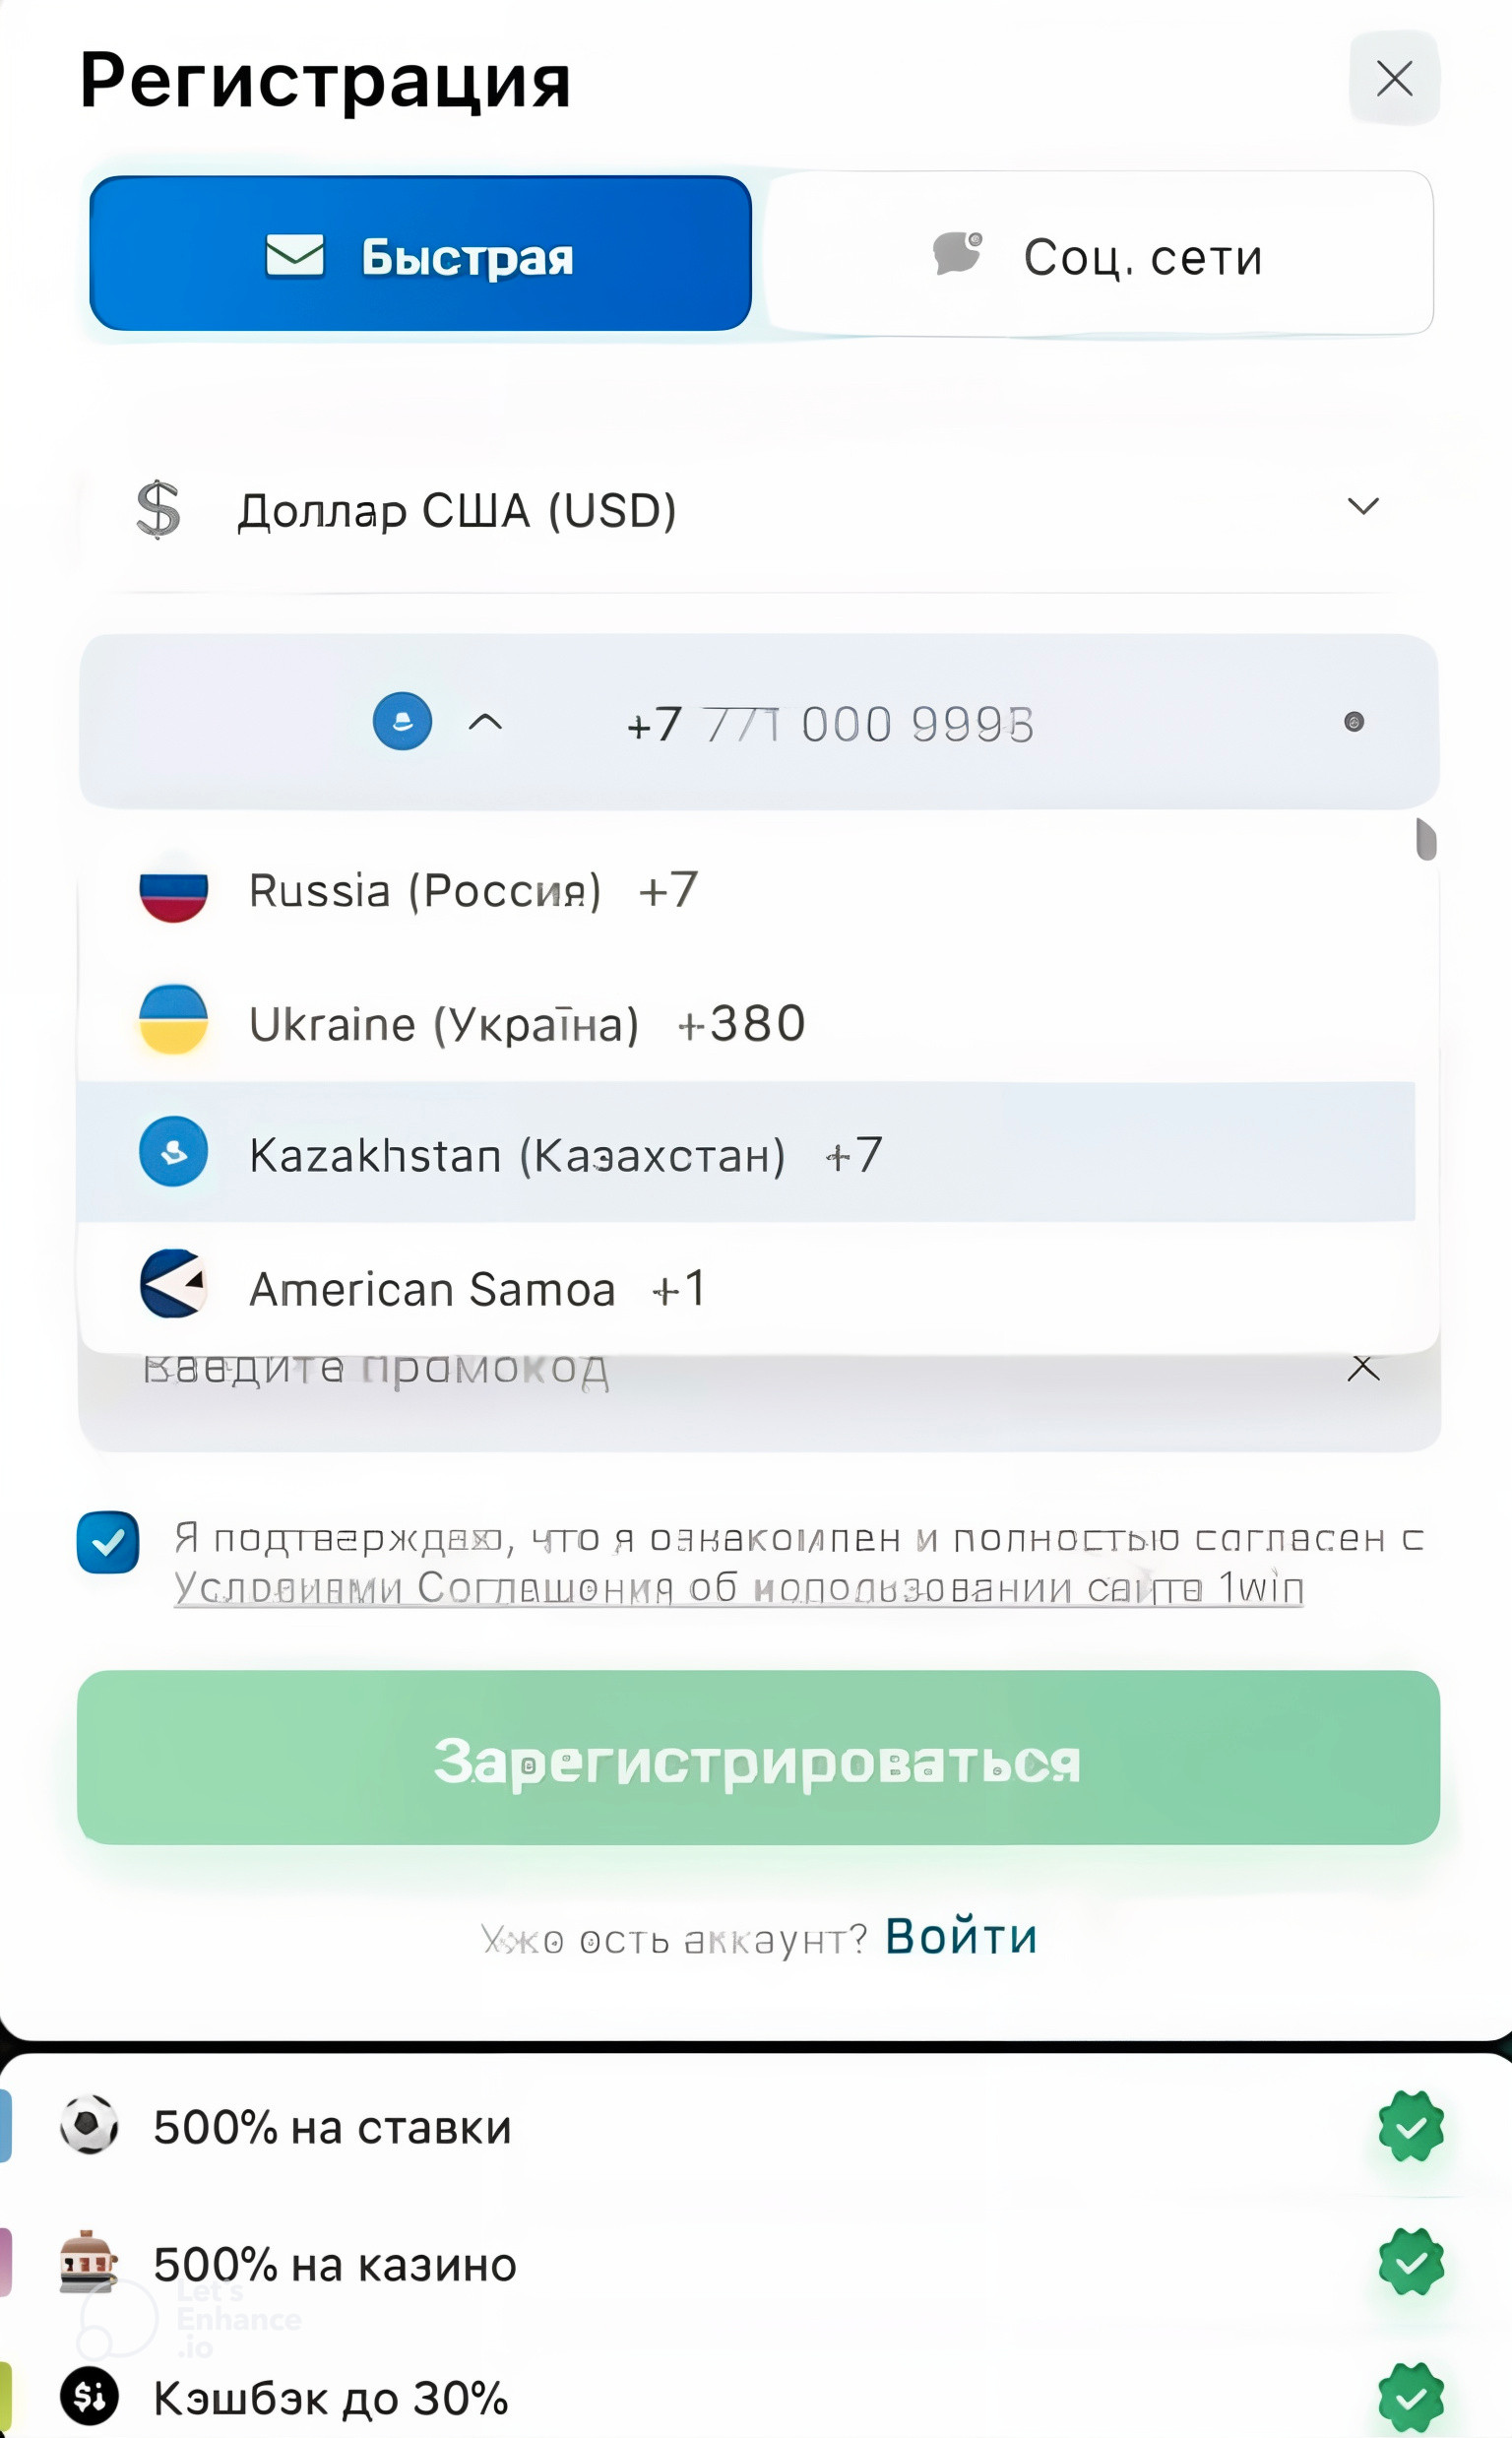 Регистрация
Быстрая
Соц. сети
$ Доллар США (USD)
+7 771 000 999
Russia (Россия) +7
Ukraine (Україна) +380
Kazakhstan (Казахстан) +7
American Samoa +1
Введите промокод
Я подтверждаю, что я ознакомлен и полностью согласен с
Условиями Соглашения об использовании сайта 1win
Зарегистрироваться
Уже есть аккаунт? Войти
500% на ставки
500% на казино
Let's
Enhance
.io
Кэшбэк до 30%